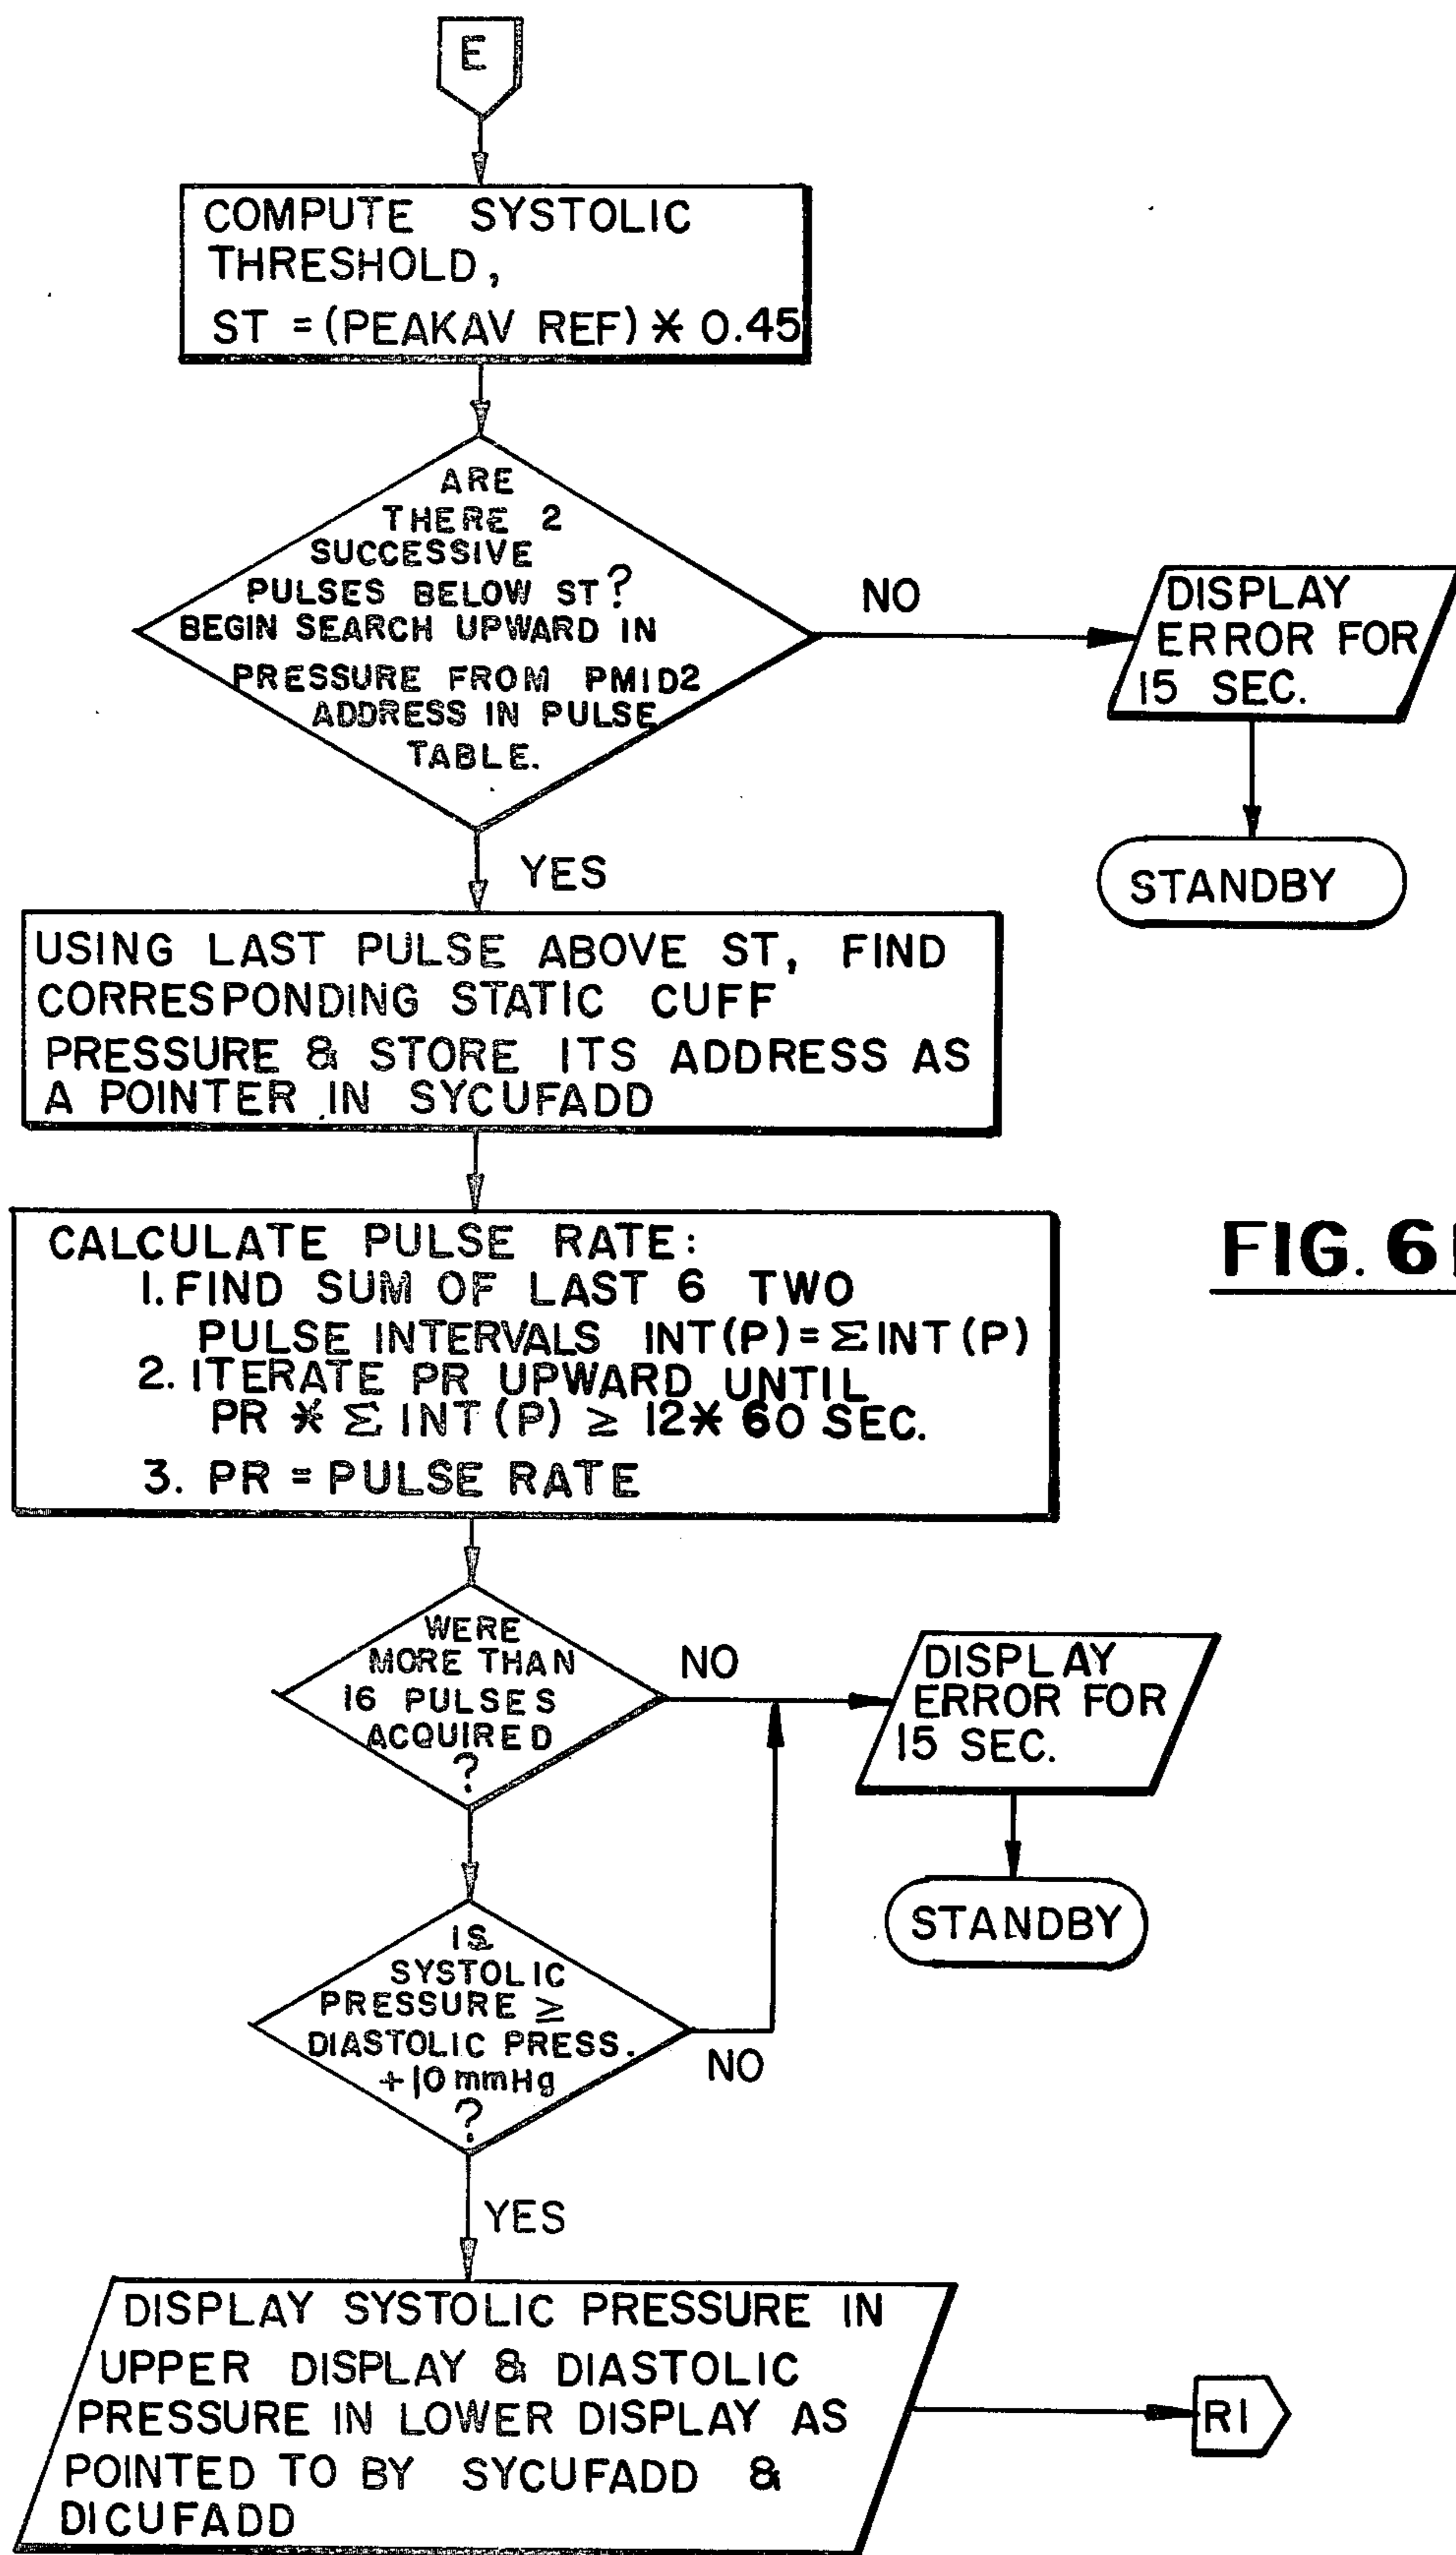 E
COMPUTE SYSTOLIC
THRESHOLD,
ST = (PEAKAV REF) * 0.45
ARE
THERE 2
SUCCESSIVE
PULSES BELOW ST?
BEGIN SEARCH UPWARD IN
PRESSURE FROM PMID2
ADDRESS IN PULSE
TABLE.
NO
DISPLAY
ERROR FOR
15 SEC.
STANDBY
YES
USING LAST PULSE ABOVE ST, FIND
CORRESPONDING STATIC CUFF
PRESSURE & STORE ITS ADDRESS AS
A POINTER IN SYCUFADD
CALCULATE PULSE RATE:
1. FIND SUM OF LAST 6 TWO
PULSE INTERVALS INT(P)=ΣINT(P)
2. ITERATE PR UPWARD UNTIL
PR * Σ INT(P) ≥ 12* 60 SEC.
3. PR = PULSE RATE
FIG. 6
WERE
MORE THAN
16 PULSES
ACQUIRED
?
NO
DISPLAY
ERROR FOR
15 SEC.
STANDBY
IS
SYSTOLIC
PRESSURE ≥
DIASTOLIC PRESS.
+10 mmHg
?
NO
YES
DISPLAY SYSTOLIC PRESSURE IN
UPPER DISPLAY & DIASTOLIC
PRESSURE IN LOWER DISPLAY AS
POINTED TO BY SYCUFADD &
DICUFADD
R1